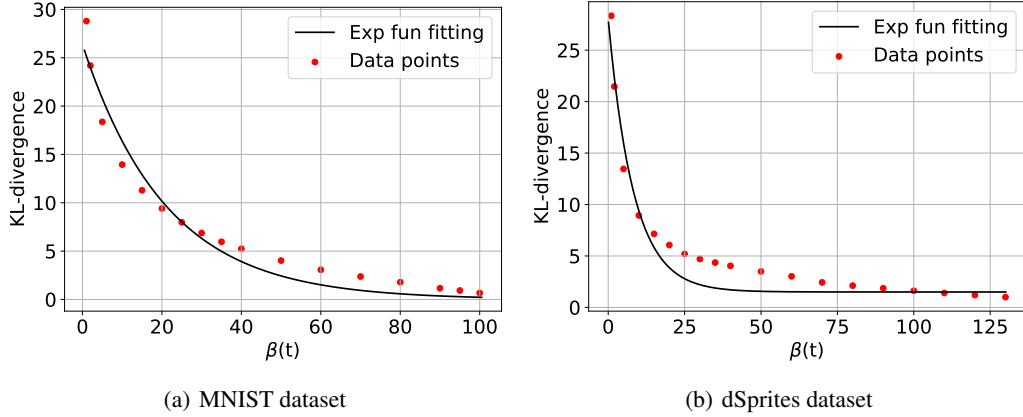 30
25
20
15
10
5
0
KL-divergence
Exp fun fitting
Data points
0 20 40 60 80 100
β(t)
(a) MNIST dataset
25
20
15
10
5
0
KL-divergence
Exp fun fitting
Data points
0 25 50 75 100 125
β(t)
(b) dSprites dataset